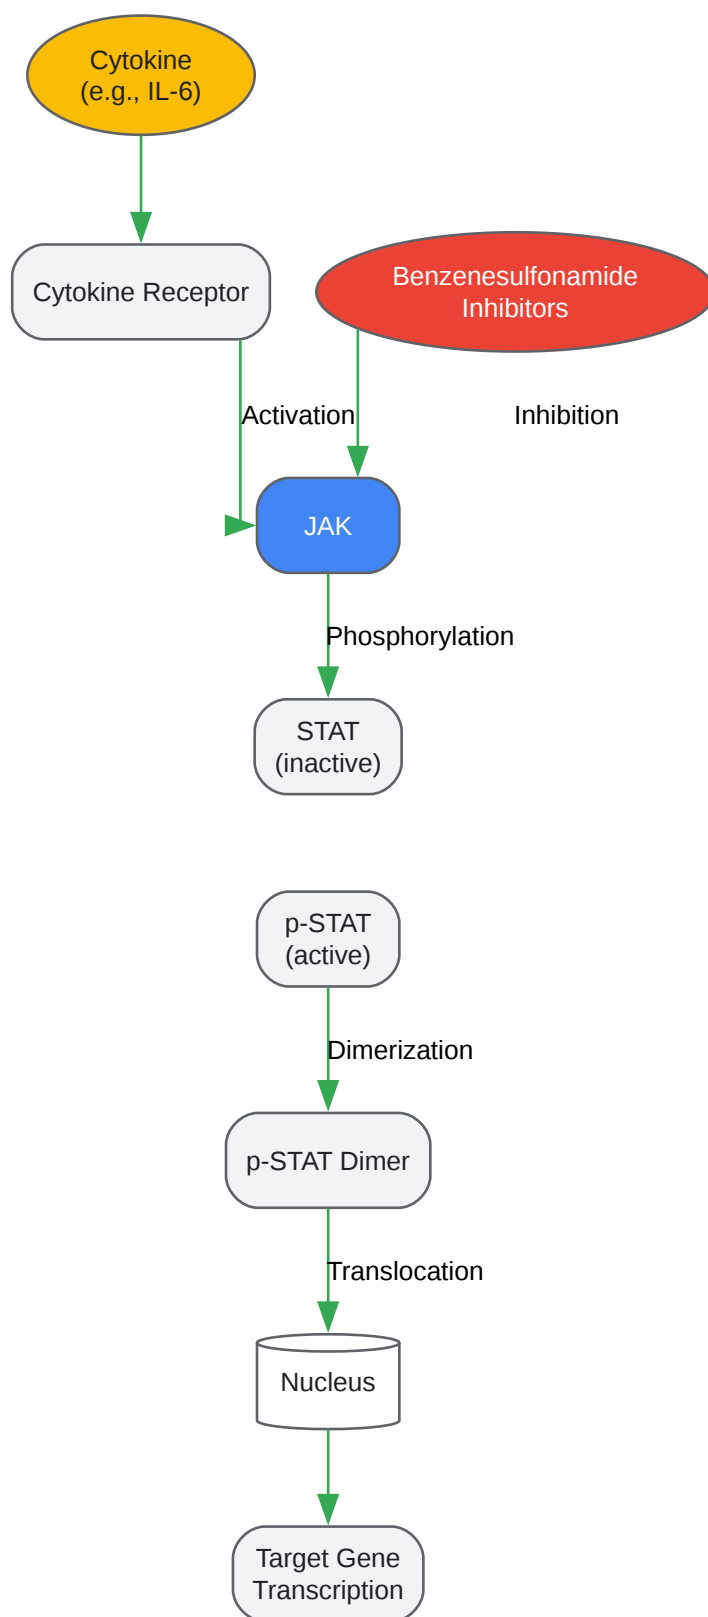 Cytokine
(e.g., IL-6)
Cytokine Receptor
Benzenesulfonamide
Inhibitors
Activation
Inhibition
JAK
Phosphorylation
STAT
(inactive)
p-STAT
(active)
Dimerization
p-STAT Dimer
Translocation
Nucleus
Target Gene
Transcription